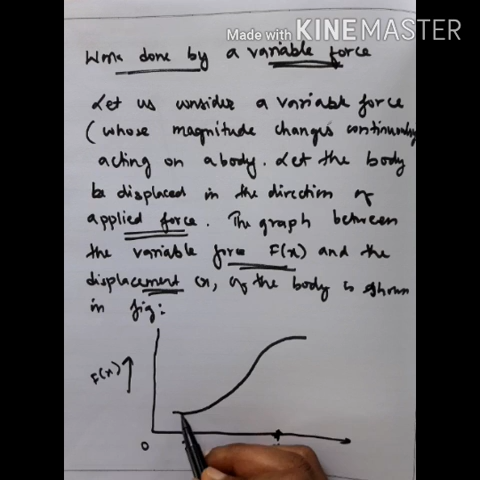 Made with KINEMASTER
Work done by a variable force
Let us consider a variable force
(whose magnitude changes continuously
acting on a body. Let the body
be displaced in the direction of
applied force. The graph between
the variable force F(x) and the
displacement (x, of the body is shown
in fig:
F(x)
0